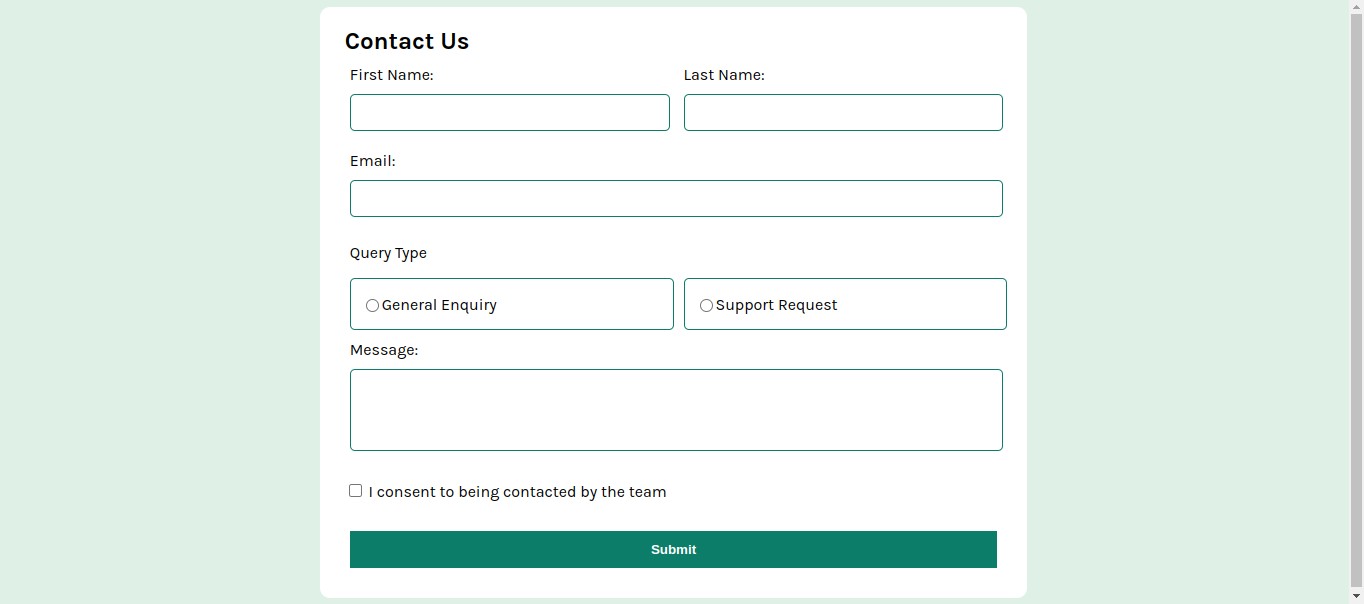 Contact Us
First Name: Last Name:
Email:
Query Type
General Enquiry Support Request
Message:
I consent to being contacted by the team
Submit